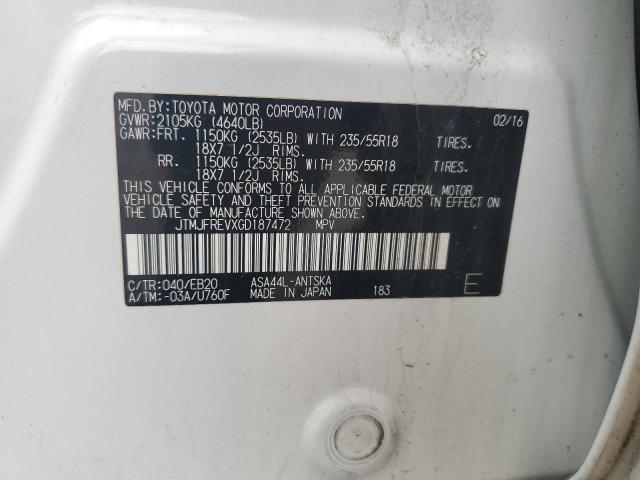 MFD.BY:TOYOTA MOTOR CORPORATION 02/16
GVWR:2105KG (4640LB)
GAWR:FRT. 1150KG (2535LB) WITH 235/55R18 TIRES.
18X7 1/2J RIMS.
RR. 1150KG (2535LB) WITH 235/55R18 TIRES.
18X7 1/2J RIMS.
THIS VEHICLE CONFORMS TO ALL APPLICABLE FEDERAL MOTOR
VEHICLE SAFETY AND THEFT PREVENTION STANDARDS IN EFFECT ON
THE DATE OF MANUFACTURE SHOWN ABOVE.
JTMJFREVXGD187472 MPV
C/TR:040/EB20 ASA44L-ANTSKA
A/TM:-03A/U760F MADE IN JAPAN 183 E